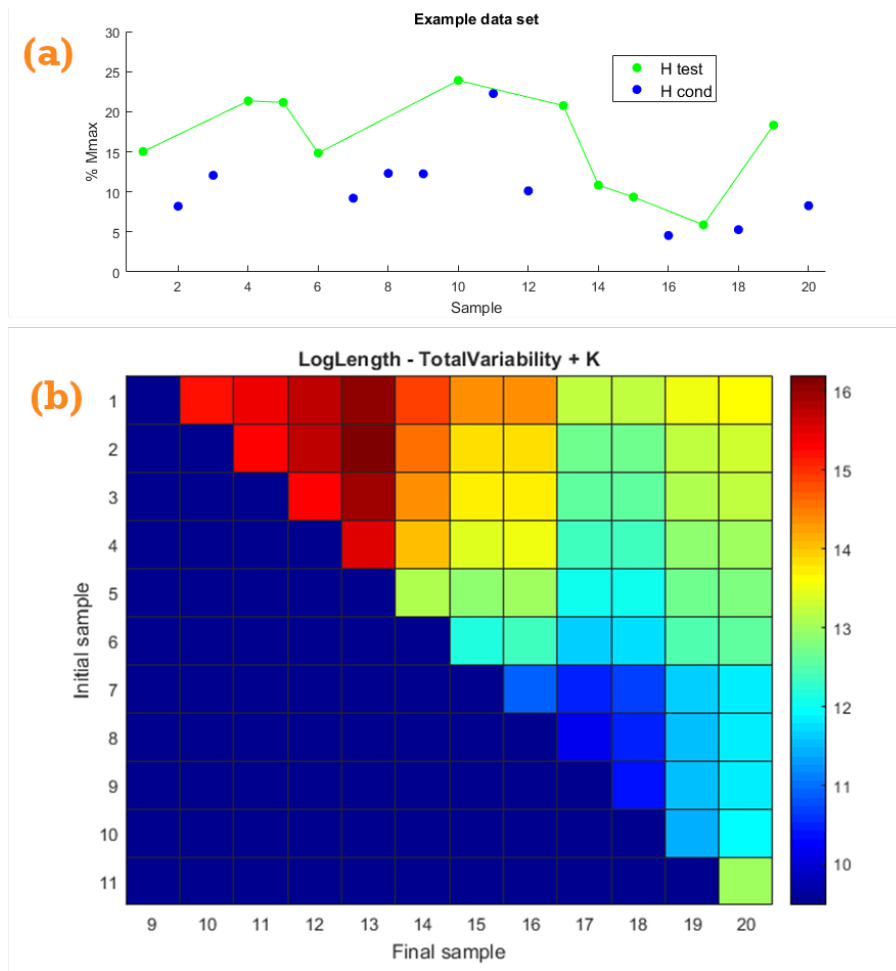 (a)
Example data set
30
25
20
15
10
5
0
% Mmax
H test
H cond
2 4 6 8 10 12 14 16 18 20
Sample
(b)
LogLength - TotalVariability + K
Initial sample
1
2
3
4
5
6
7
8
9
10
11
9 10 11 12 13 14 15 16 17 18 19 20
Final sample
16
15
14
13
12
11
10